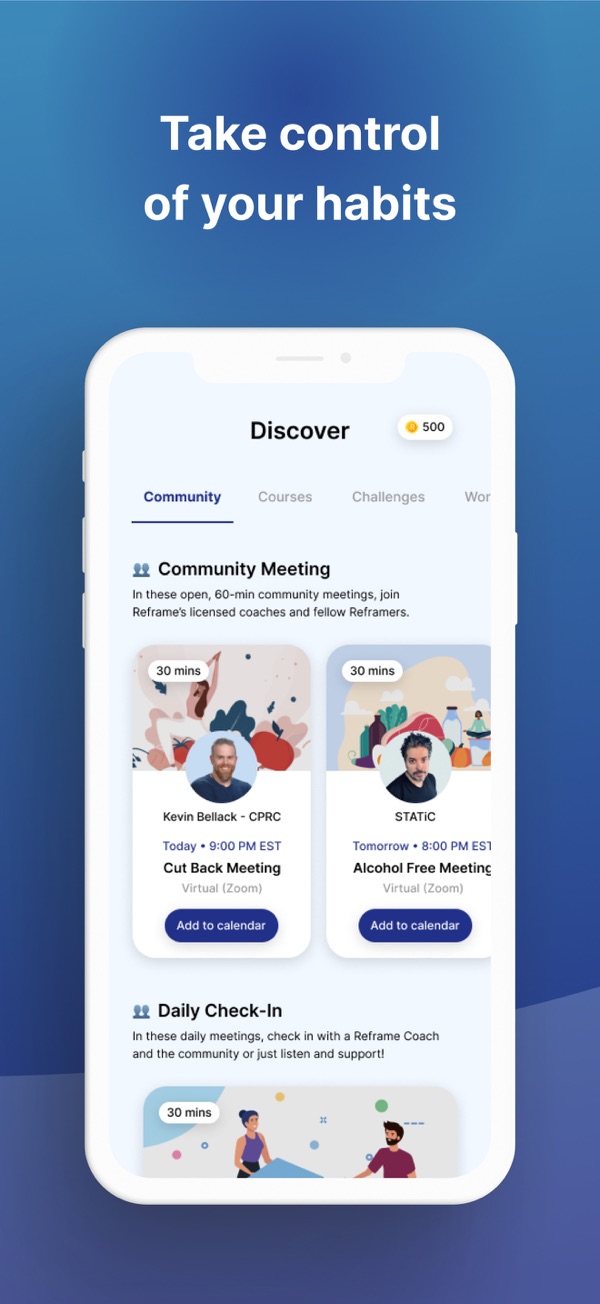 Take control
of your habits
Discover
500
Community Courses Challenges Wor
Community Meeting
In these open, 60-min community meetings, join
Reframe's licensed coaches and fellow Reframers.
30 mins
Kevin Bellack - CPRC
Today • 9:00 PM EST
Cut Back Meeting
Virtual (Zoom)
Add to calendar
30 mins
STATiC
Tomorrow • 8:00 PM EST
Alcohol Free Meeting
Virtual (Zoom)
Add to calendar
Daily Check-In
In these daily meetings, check in with a Reframe Coach
and the community or just listen and support!
30 mins